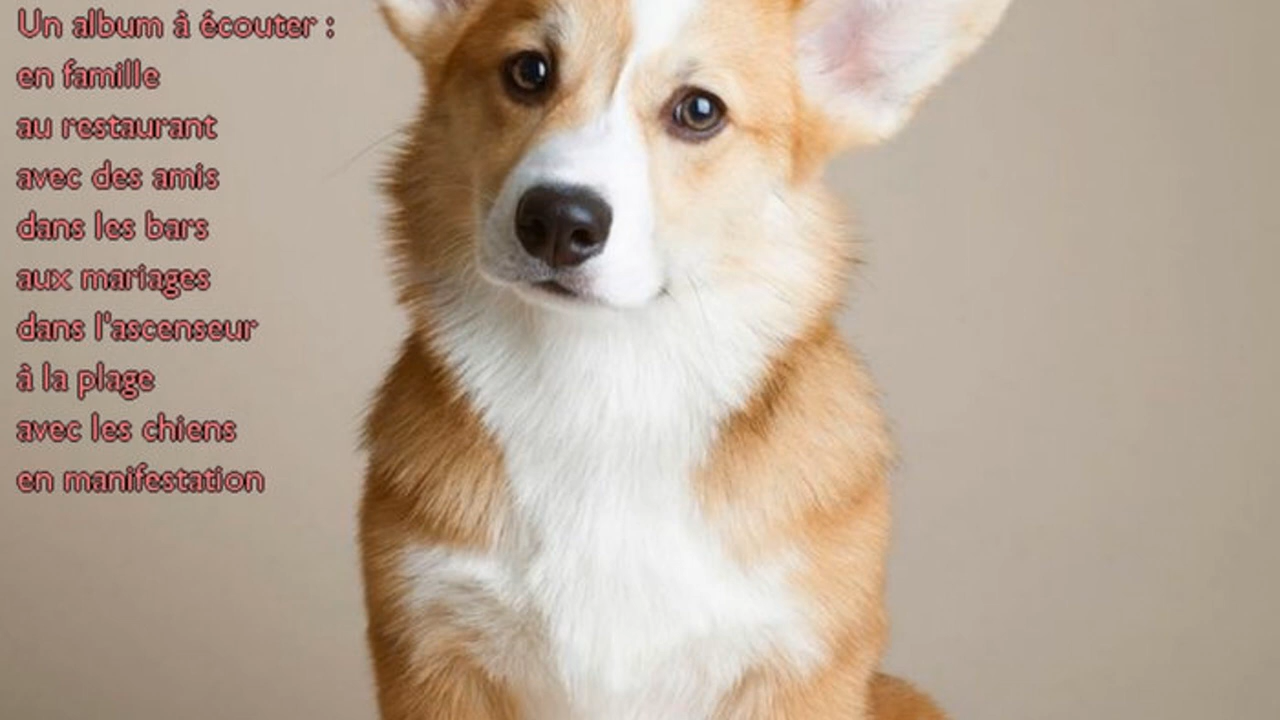 Un album à écouter :
en famille
au restaurant
avec des amis
dans les bars
aux mariages
dans l'ascenseur
à la plage
avec les chiens
en manifestation